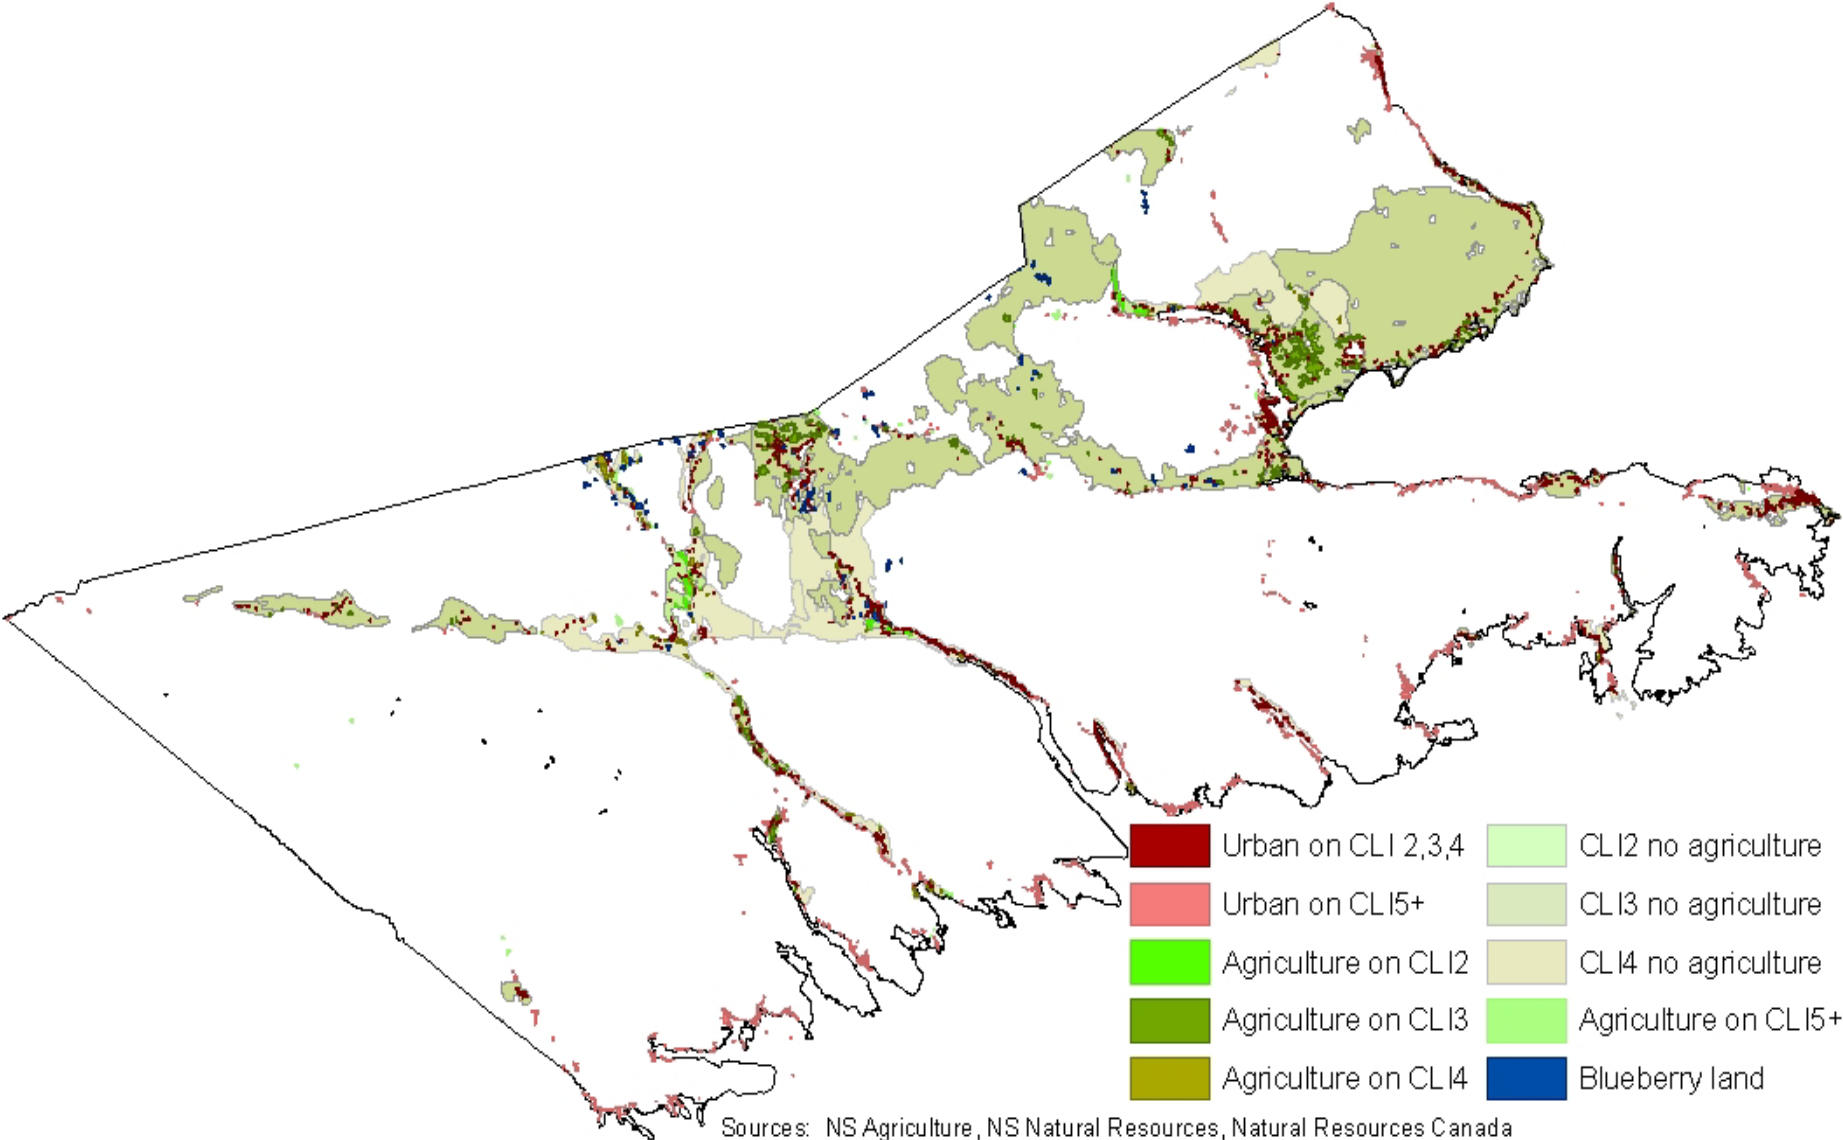 Urban on CLI 2,3,4
Urban on CLI5+
Agriculture on CLI2
Agriculture on CLI3
Agriculture on CLI4
CLI2 no agriculture
CLI3 no agriculture
CLI4 no agriculture
Agriculture on CLI5+
Blueberry land
Sources: NS Agriculture, NS Natural Resources, Natural Resources Canada